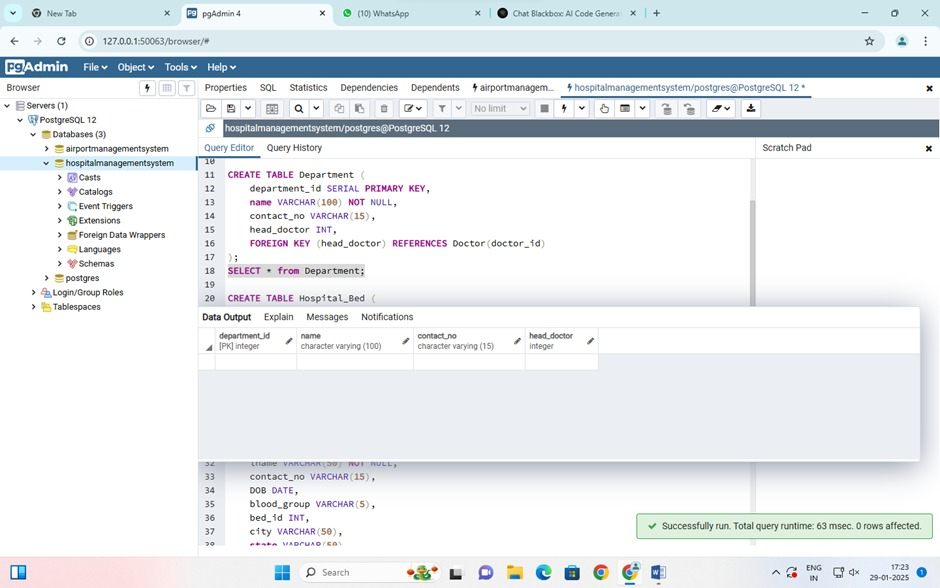 New Tab
pgAdmin 4
(10) WhatsApp
Chat Blackbox: AI Code Genera
127.0.0.1:50063/browser/#
pgAdmin File Object Tools Help
Browser
Properties SQL Statistics Dependencies Dependents airportmanagem... hospitalmanagementsystem/postgres@PostgreSQL 12 *
No limit
hospitalmanagementsystem/postgres@PostgreSQL 12
Query Editor Query History
Scratch Pad
Servers (1)
PostgreSQL 12
Databases (3)
airportmanagementsystem
hospitalmanagementsystem
Casts
Catalogs
Event Triggers
Extensions
Foreign Data Wrappers
Languages
Schemas
postgres
Login/Group Roles
Tablespaces
10
11 CREATE TABLE Department (
12 department_id SERIAL PRIMARY KEY,
13 name VARCHAR(100) NOT NULL,
14 contact_no VARCHAR(15),
15 head_doctor INT,
16 FOREIGN KEY (head_doctor) REFERENCES Doctor(doctor_id)
17 );
18 SELECT * from Department;
19
20 CREATE TABLE Hospital_Bed (
Data Output Explain Messages Notifications
department_id name contact_no head_doctor
[PK] integer character varying (100) character varying (15) integer
32 lname VARCHAR(50) NOT NULL,
33 contact_no VARCHAR(15),
34 DOB DATE,
35 blood_group VARCHAR(5),
36 bed_id INT,
37 city VARCHAR(50),
38 state VARCHAR(50)
Successfully run. Total query runtime: 63 msec. 0 rows affected.
Search
ENG
IN
17:23
29-01-2025
1